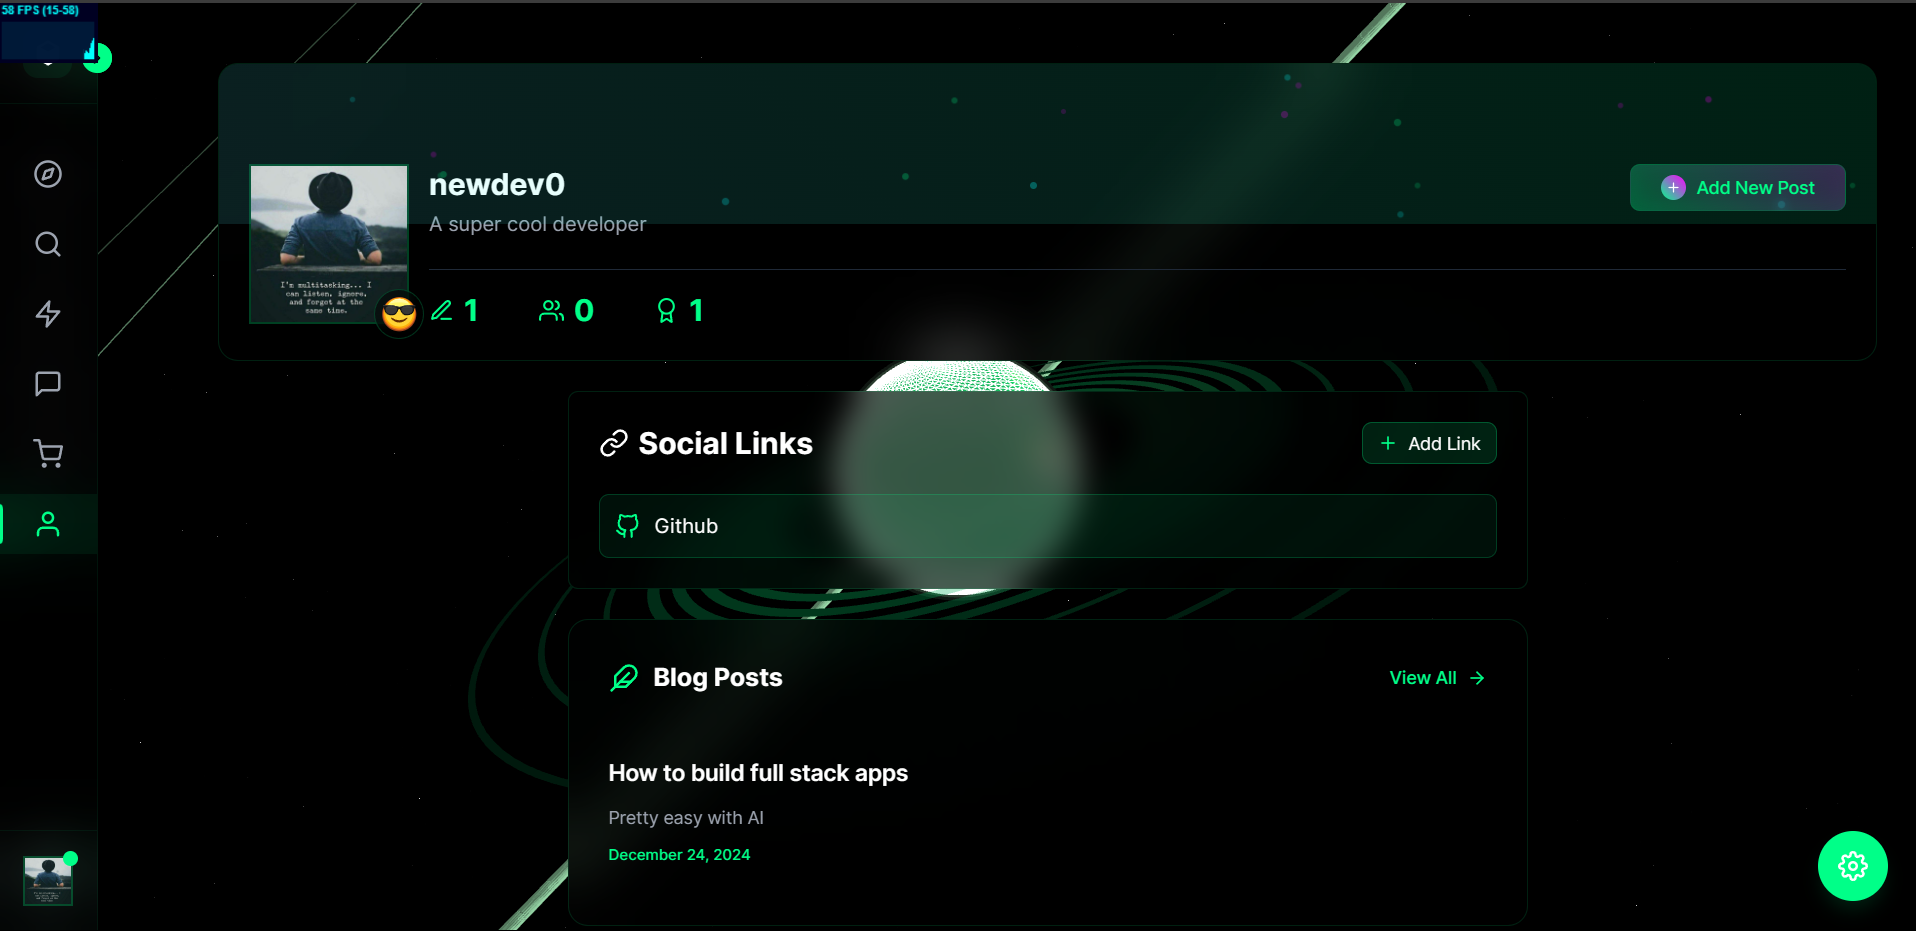 58 FPS (15-58)
newdev0
A super cool developer
Add New Post
I'm multitasking... I
can listen, ignore,
and forget at the
same time.
1
0
1
Social Links
Add Link
Github
Blog Posts
View All
How to build full stack apps
Pretty easy with AI
December 24, 2024